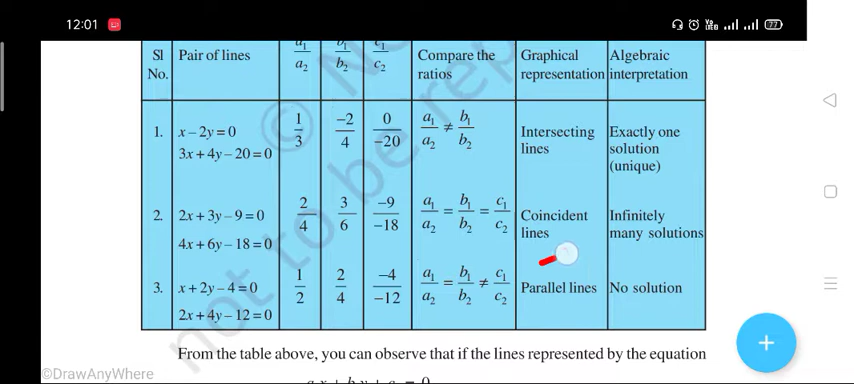 12:01
77
Sl No. Pair of lines a₁/a₂ b₁/b₂ c₁/c₂ Compare the ratios Graphical representation Algebraic interpretation
1. x – 2y = 0 1/3 –2/4 0/–20 a₁/a₂ ≠ b₁/b₂ Intersecting lines Exactly one solution (unique)
3x + 4y – 20 = 0
2. 2x + 3y – 9 = 0 2/4 3/6 –9/–18 a₁/a₂ = b₁/b₂ = c₁/c₂ Coincident lines Infinitely many solutions
4x + 6y – 18 = 0
3. x + 2y – 4 = 0 1/2 2/4 –4/–12 a₁/a₂ = b₁/b₂ ≠ c₁/c₂ Parallel lines No solution
2x + 4y – 12 = 0
From the table above, you can observe that if the lines represented by the equation
©DrawAnyWhere
not to be rep